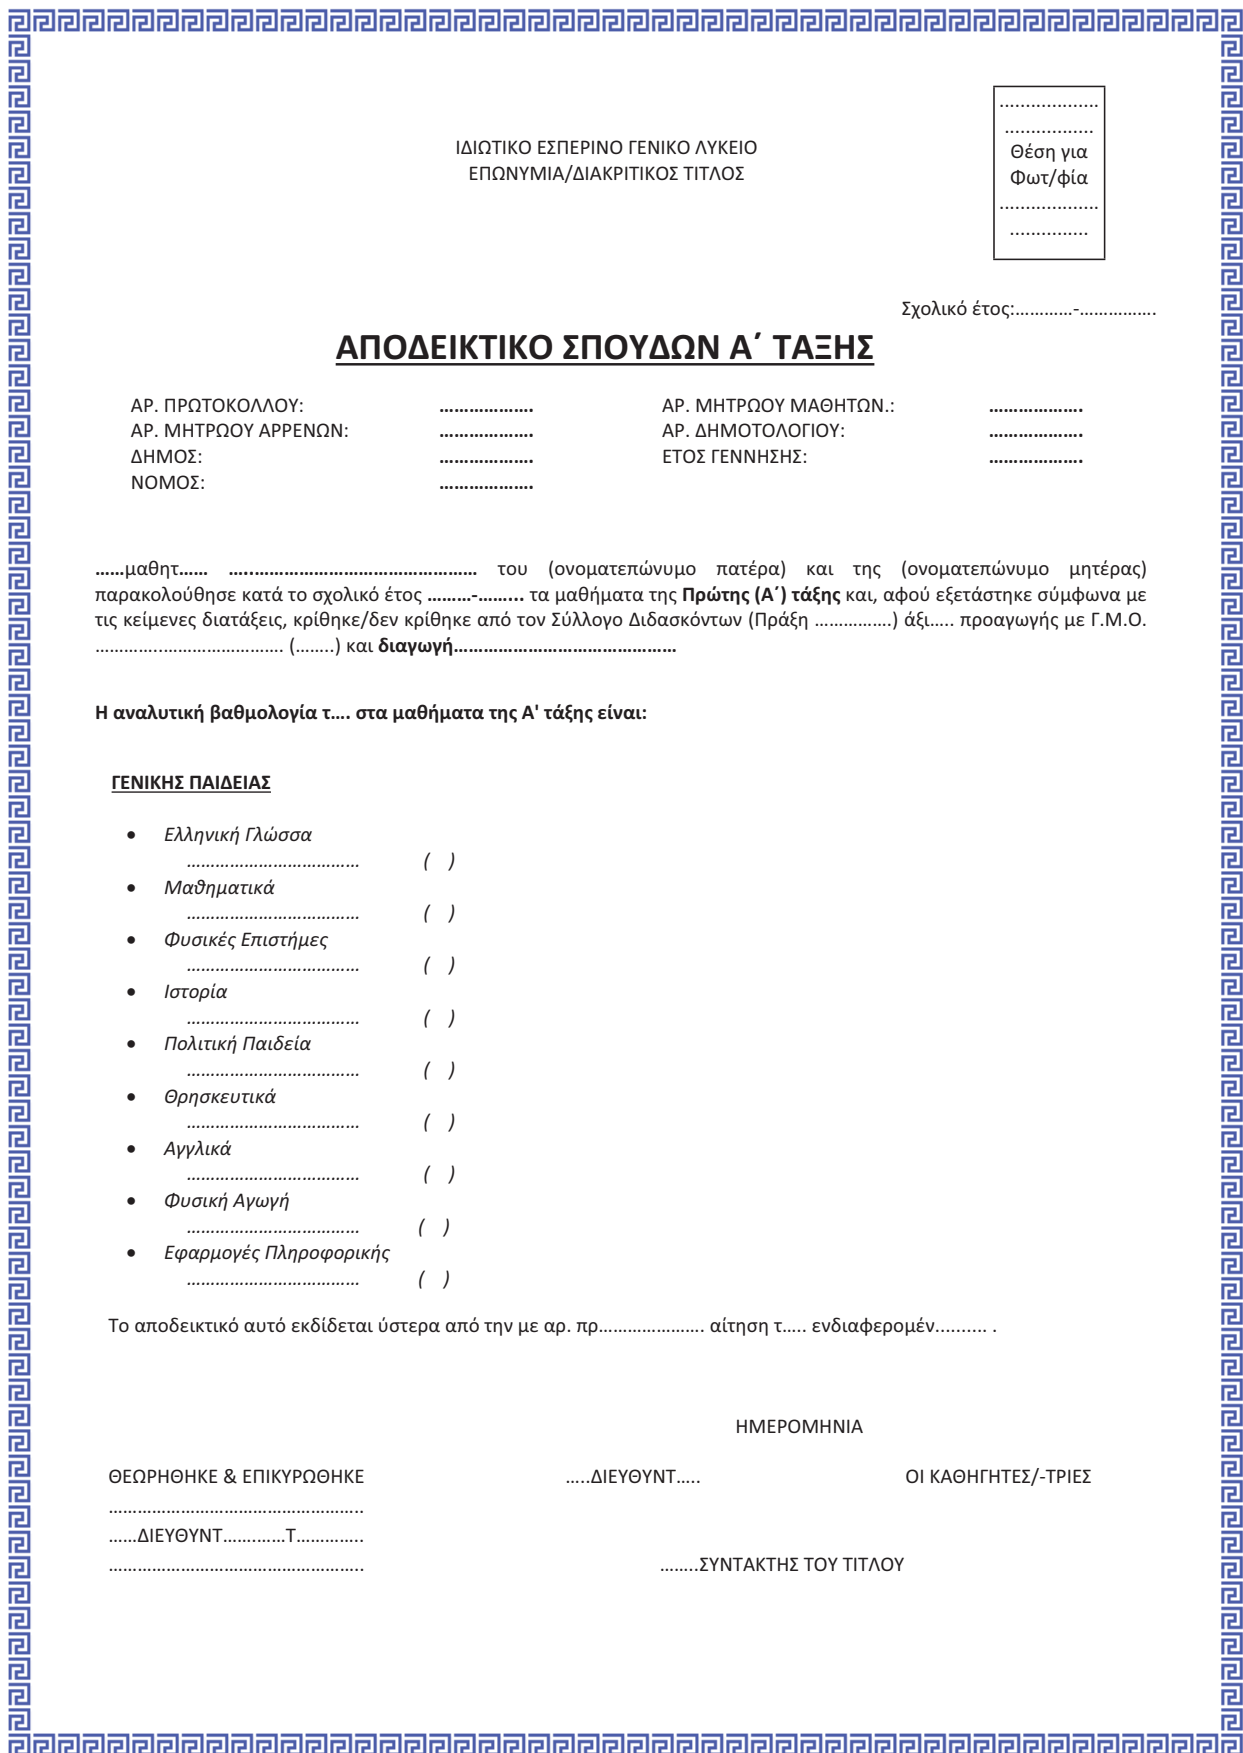 ΙΔΙΩΤΙΚΟ ΕΣΠΕΡΙΝΟ ΓΕΝΙΚΟ ΛΥΚΕΙΟ
ΕΠΩΝΥΜΙΑ/ΔΙΑΚΡΙΤΙΚΟΣ ΤΙΤΛΟΣ
...................
.................
Θέση για
Φωτ/φία
...................
...............
Σχολικό έτος:…………-…………….
ΑΠΟΔΕΙΚΤΙΚΟ ΣΠΟΥΔΩΝ Α΄ ΤΑΞΗΣ
ΑΡ. ΠΡΩΤΟΚΟΛΛΟΥ: ………………. ΑΡ. ΜΗΤΡΩΟΥ ΜΑΘΗΤΩΝ.: ……………….
ΑΡ. ΜΗΤΡΩΟΥ ΑΡΡΕΝΩΝ: ………………. ΑΡ. ΔΗΜΟΤΟΛΟΓΙΟΥ: ……………….
ΔΗΜΟΣ: ………………. ΕΤΟΣ ΓΕΝΝΗΣΗΣ: ……………….
ΝΟΜΟΣ: ……………….
……μαθητ…… …..………………………………………… του (ονοματεπώνυμο πατέρα) και της (ονοματεπώνυμο μητέρας)
παρακολούθησε κατά το σχολικό έτος ………-……... τα μαθήματα της Πρώτης (Α΄) τάξης και, αφού εξετάστηκε σύμφωνα με
τις κείμενες διατάξεις, κρίθηκε/δεν κρίθηκε από τον Σύλλογο Διδασκόντων (Πράξη …………….) άξι….. προαγωγής με Γ.Μ.Ο.
…………..……………………. (……..) και διαγωγή………………………………………
Η αναλυτική βαθμολογία τ…. στα μαθήματα της Α' τάξης είναι:
ΓΕΝΙΚΗΣ ΠΑΙΔΕΙΑΣ
• Ελληνική Γλώσσα
……………………………… ( )
• Μαθηματικά
……………………………… ( )
• Φυσικές Επιστήμες
……………………………… ( )
• Ιστορία
……………………………… ( )
• Πολιτική Παιδεία
……………………………… ( )
• Θρησκευτικά
……………………………… ( )
• Αγγλικά
……………………………… ( )
• Φυσική Αγωγή
……………………………… ( )
• Εφαρμογές Πληροφορικής
……………………………… ( )
Το αποδεικτικό αυτό εκδίδεται ύστερα από την με αρ. πρ…………………. αίτηση τ….. ενδιαφερομέν.......... .
ΗΜΕΡΟΜΗΝΙΑ
ΘΕΩΡΗΘΗΚΕ & ΕΠΙΚΥΡΩΘΗΚΕ …..ΔΙΕΥΘΥΝΤ….. ΟΙ ΚΑΘΗΓΗΤΕΣ/-ΤΡΙΕΣ
……………………………………………..
……ΔΙΕΥΘΥΝΤ…….……Τ…………..
…………………………………………….. ……..ΣΥΝΤΑΚΤΗΣ ΤΟΥ ΤΙΤΛΟΥ